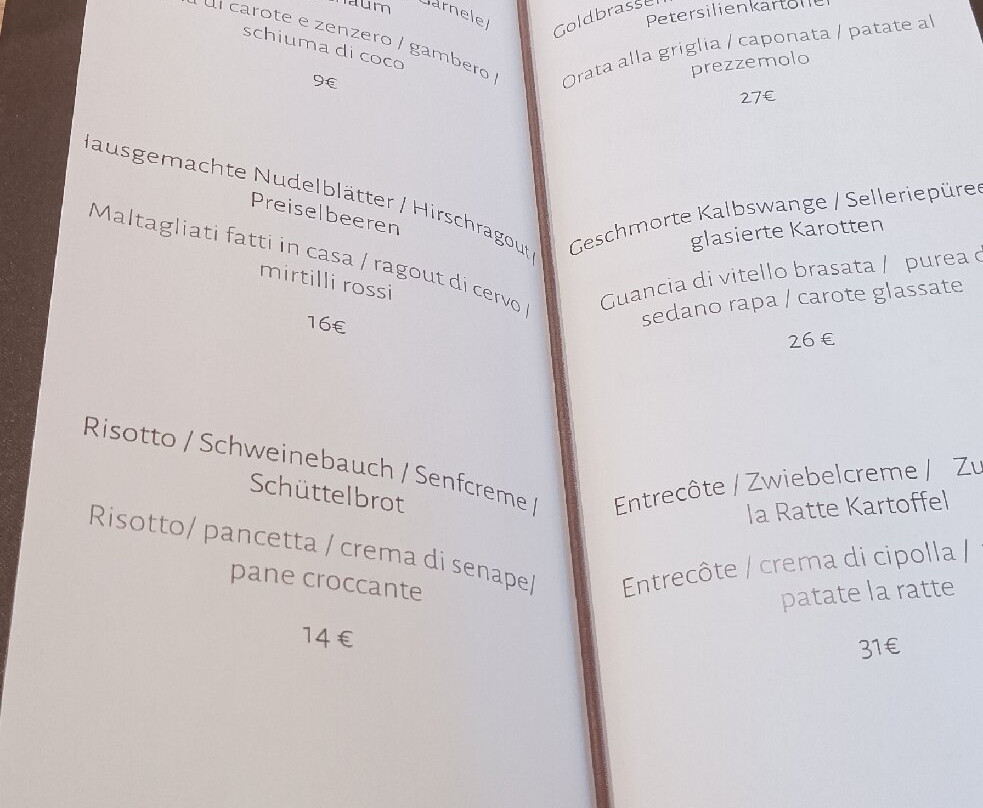 di carote e zenzero / gambero /
schiuma di coco
9€
Hausgemachte Nudelblätter / Hirschragout /
Preiselbeeren
Maltagliati fatti in casa / ragout di cervo /
mirtilli rossi
16€
Risotto / Schweinebauch / Senfcreme /
Schüttelbrot
Risotto/ pancetta / crema di senape/
pane croccante
14 €
Petersilienkartoffel
Orata alla griglia / caponata / patate al
prezzemolo
27€
Geschmorte Kalbswange / Selleriepüree
glasierte Karotten
Guancia di vitello brasata / purea
sedano rapa / carote glassate
26 €
Entrecôte / Zwiebelcreme /
la Ratte Kartoffel
Entrecôte / crema di cipolla /
patate la ratte
31€